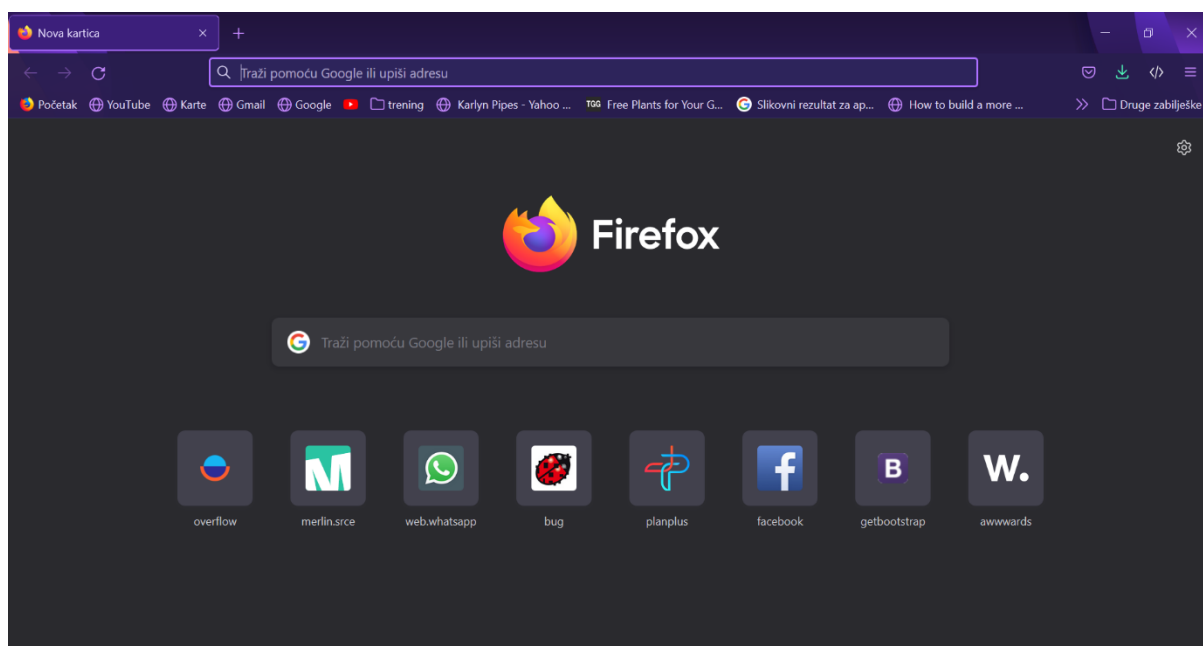 Nova kartica
Traži pomoću Google ili upiši adresu
Početak YouTube Karte Gmail Google trening Karlyn Pipes - Yahoo ... TGG Free Plants for Your G... Slikovni rezultat za ap... How to build a more ... Druge zabilješke
Firefox
Traži pomoću Google ili upiši adresu
W.
overflow merlin.srce web.whatsapp bug planplus facebook getbootstrap awwwards